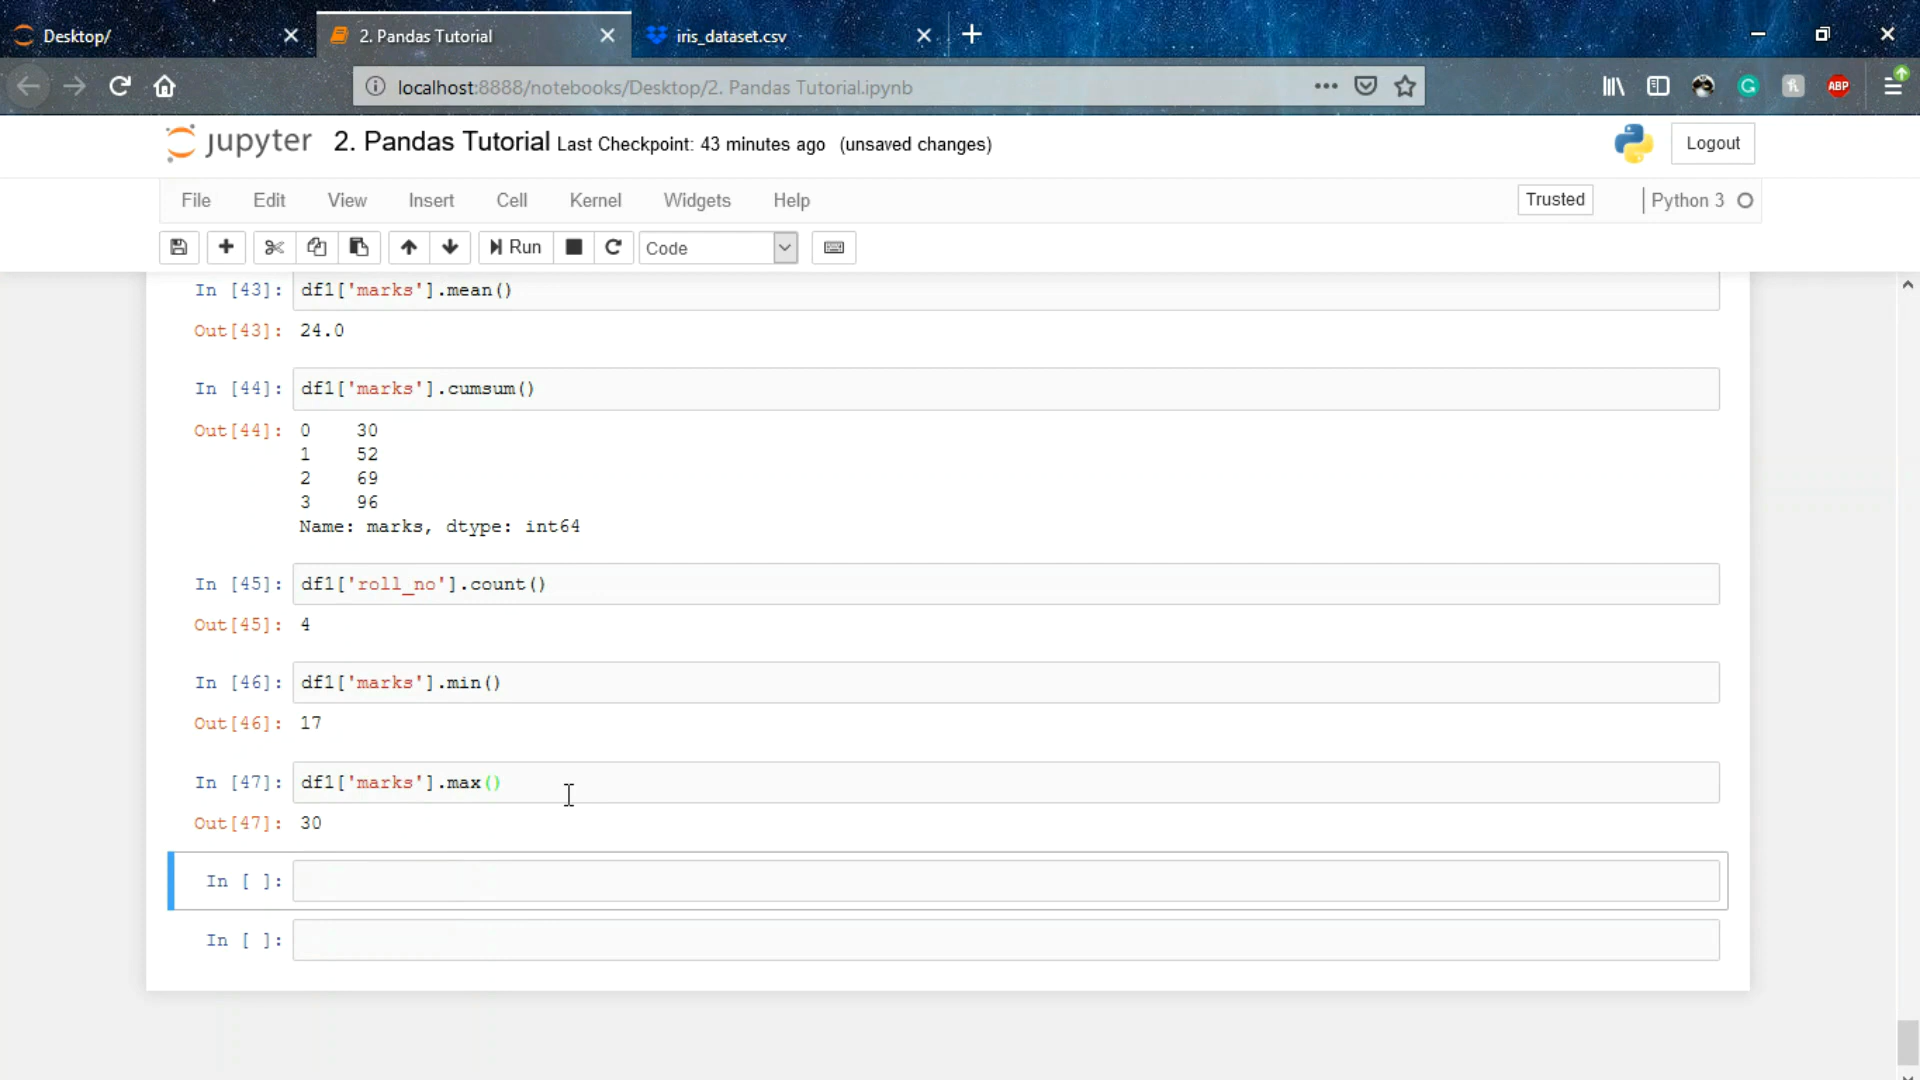 Desktop/
2. Pandas Tutorial
iris_dataset.csv
localhost:8888/notebooks/Desktop/2. Pandas Tutorial.ipynb
ABP
jupyter 2. Pandas Tutorial Last Checkpoint: 43 minutes ago (unsaved changes)
Logout
File Edit View Insert Cell Kernel Widgets Help
Trusted
Python 3
Run
Code
In [43]: df1['marks'].mean()
Out[43]: 24.0
In [44]: df1['marks'].cumsum()
Out[44]: 0 30
1 52
2 69
3 96
Name: marks, dtype: int64
In [45]: df1['roll_no'].count()
Out[45]: 4
In [46]: df1['marks'].min()
Out[46]: 17
In [47]: df1['marks'].max()
Out[47]: 30
In [ ]:
In [ ]: